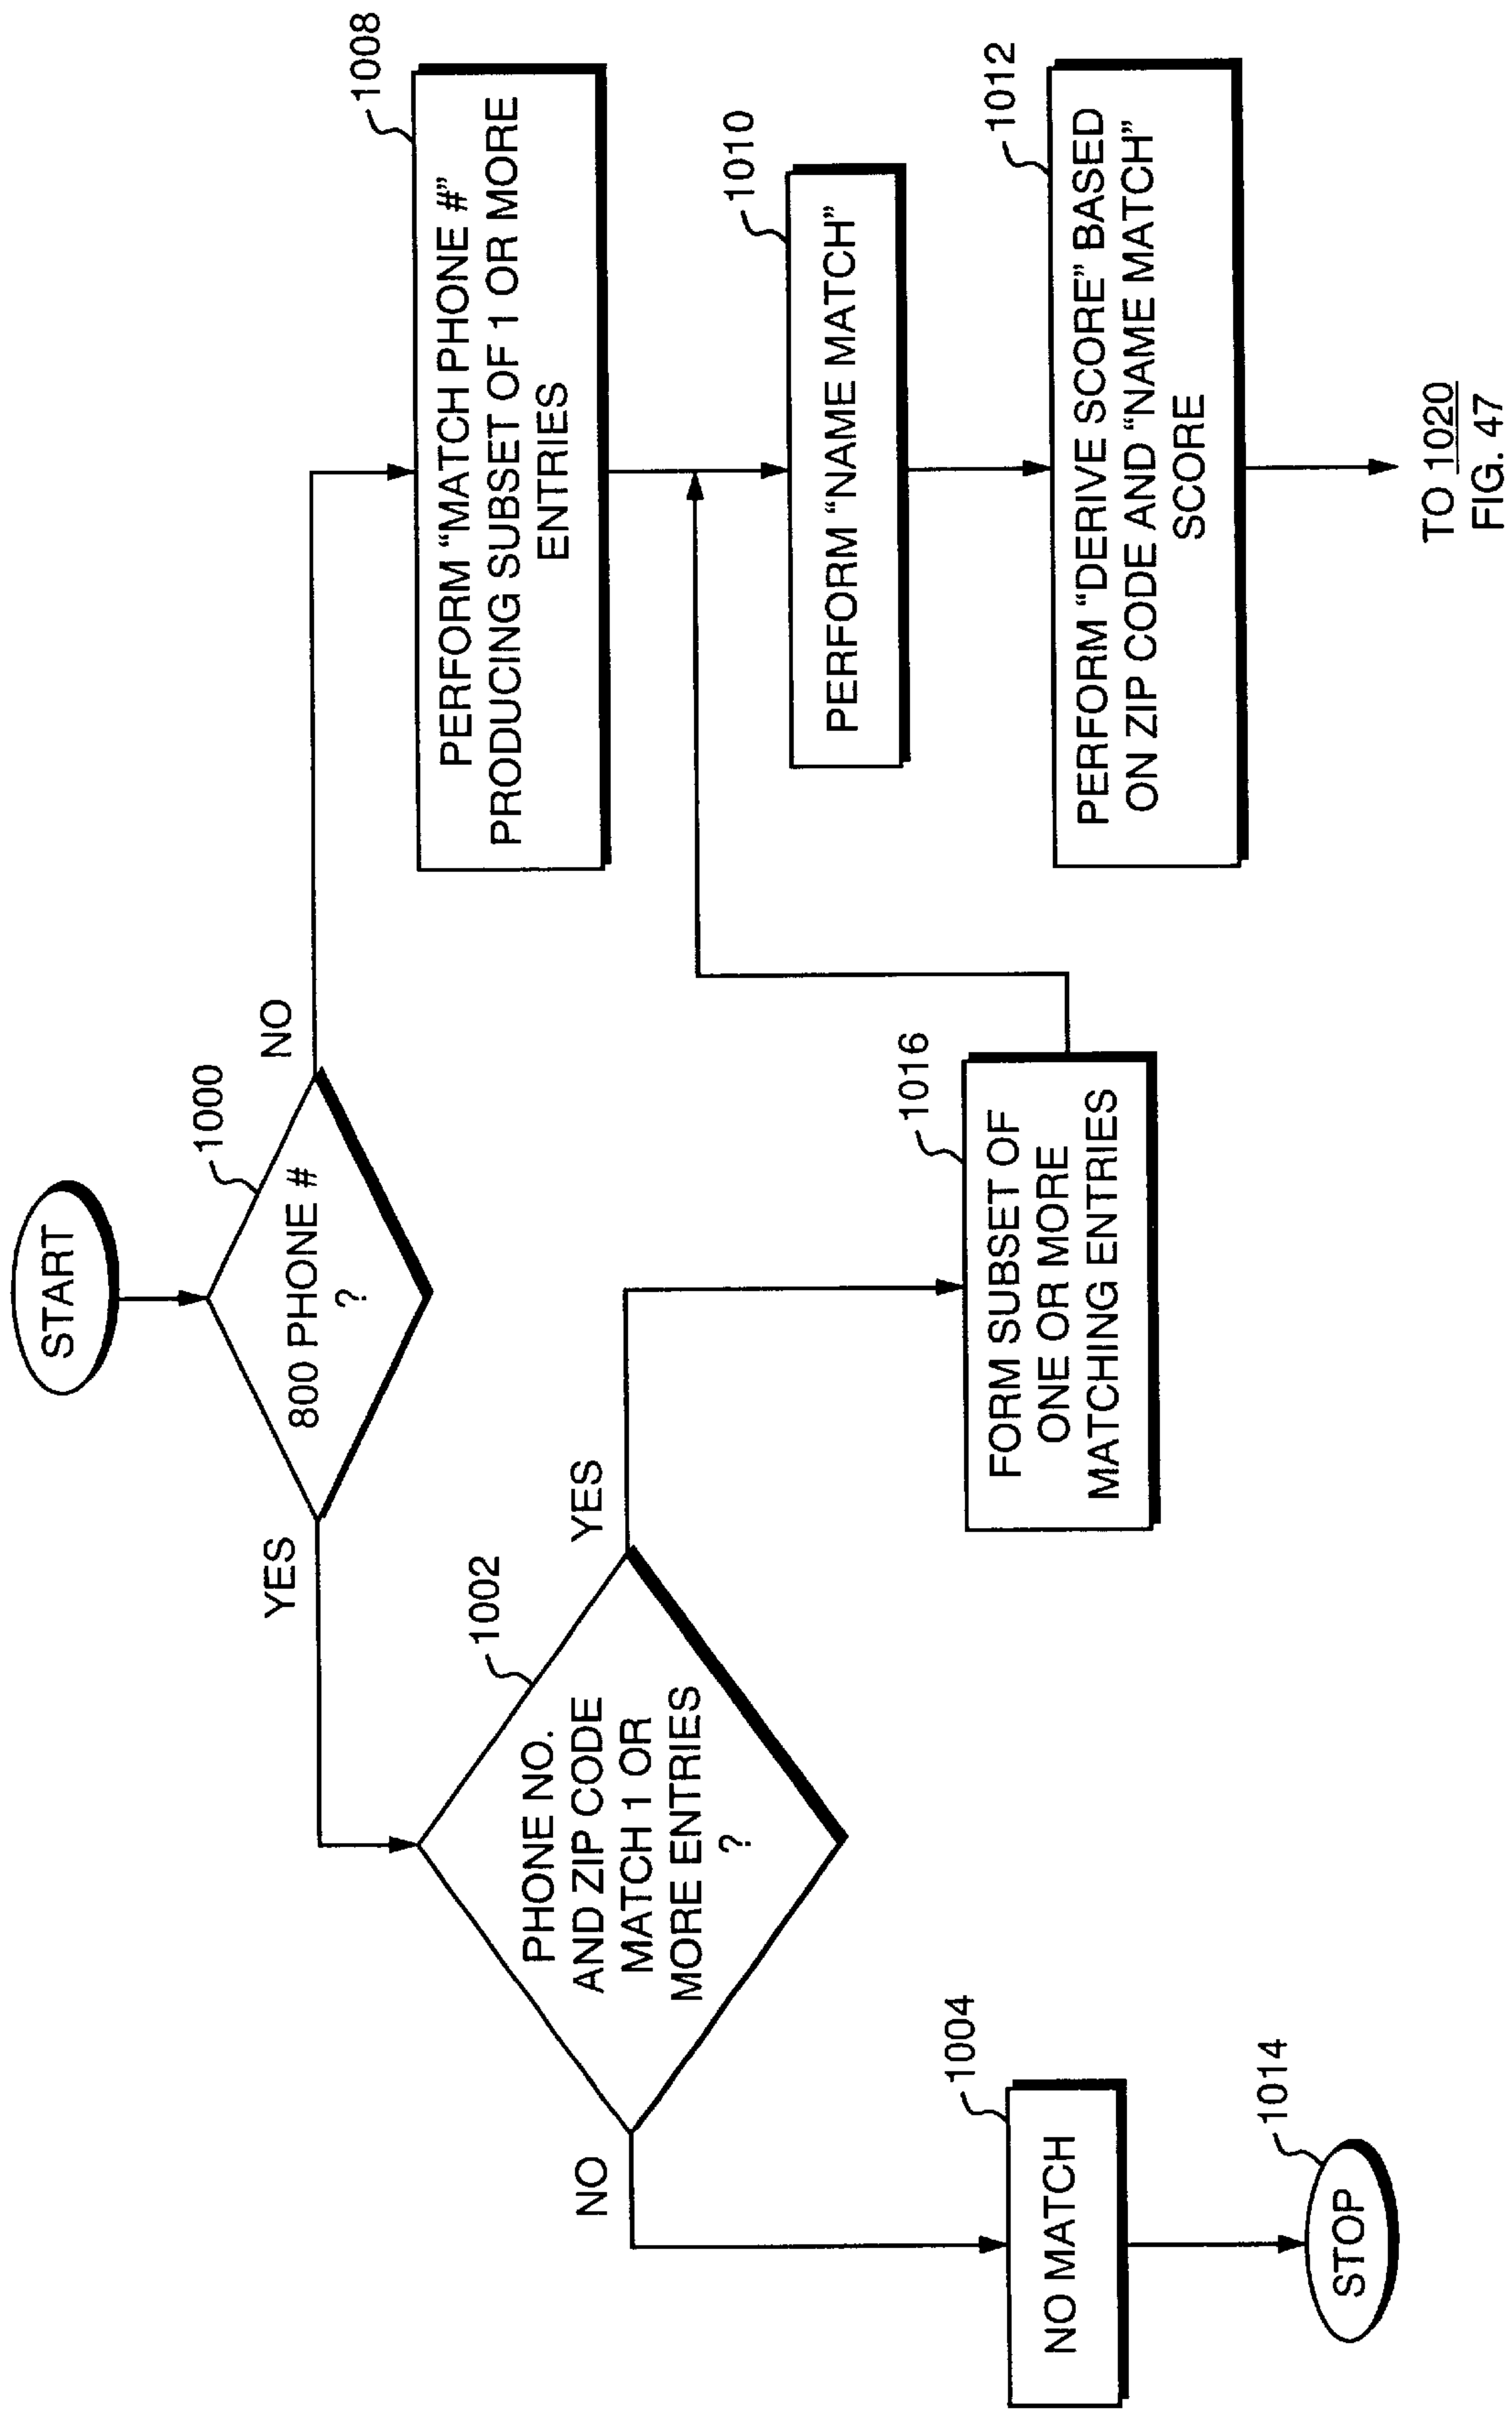 START
1000
800 PHONE #
?
YES
NO
1002
PHONE NO.
AND ZIP CODE
MATCH 1 OR
MORE ENTRIES
?
NO
YES
1004
NO MATCH
1014
STOP
1016
FORM SUBSET OF
ONE OR MORE
MATCHING ENTRIES
1008
PERFORM “MATCH PHONE #”
PRODUCING SUBSET OF 1 OR MORE
ENTRIES
1010
PERFORM “NAME MATCH”
1012
PERFORM “DERIVE SCORE” BASED
ON ZIP CODE AND “NAME MATCH”
SCORE
TO 1020
FIG. 47